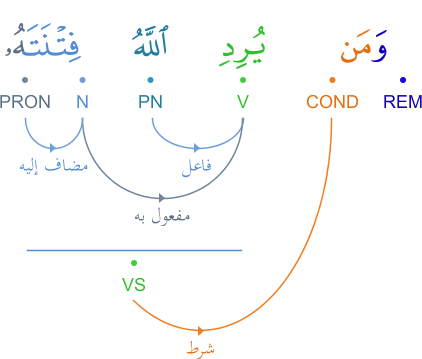 وَمَن يُرِدِ ٱللَّهُ فِتْنَتَهُۥ
REM COND V PN N PRON
فاعل
مضاف إليه
مفعول به
VS
شرط